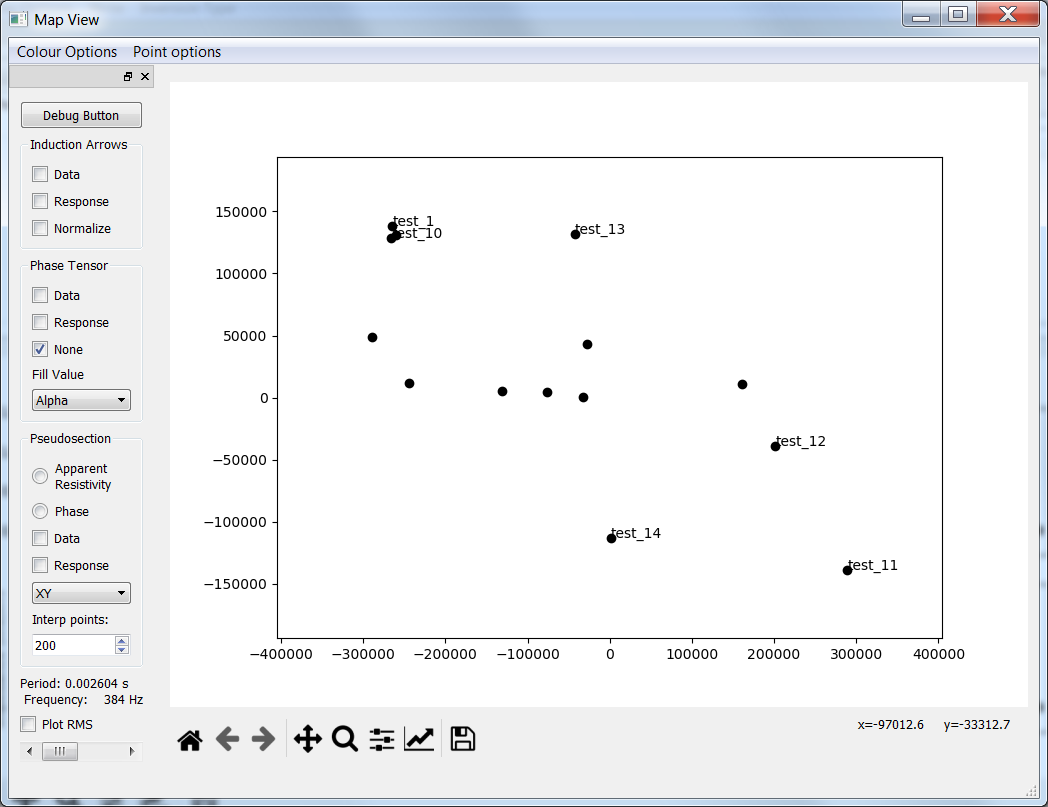 Map View
Colour Options Point options
Debug Button
Induction Arrows
Data
Response
Normalize
Phase Tensor
Data
Response
None
Fill Value
Alpha
Pseudosection
Apparent
Resistivity
Phase
Data
Response
XY
Interp points:
200
Period: 0.002604 s
Frequency: 384 Hz
Plot RMS
150000
100000
50000
0
−50000
−100000
−150000
test_1
test_10
test_13
test_12
test_14
test_11
−400000 −300000 −200000 −100000 0 100000 200000 300000 400000
x=-97012.6 y=-33312.7